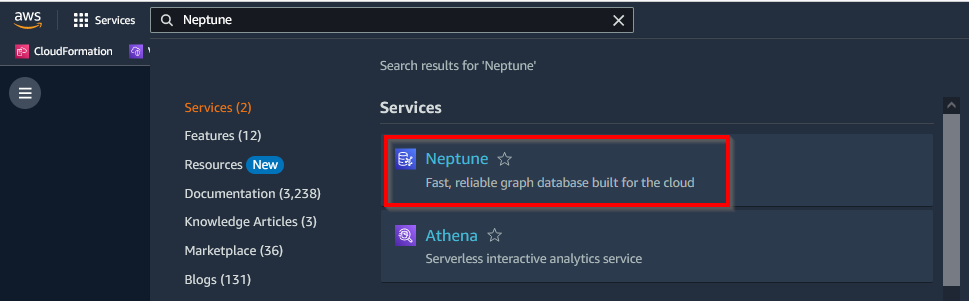 aws
Services
Neptune
CloudFormation
Search results for 'Neptune'
Services (2)
Features (12)
Resources New
Documentation (3,238)
Knowledge Articles (3)
Marketplace (36)
Blogs (131)
Services
Neptune
Fast, reliable graph database built for the cloud
Athena
Serverless interactive analytics service